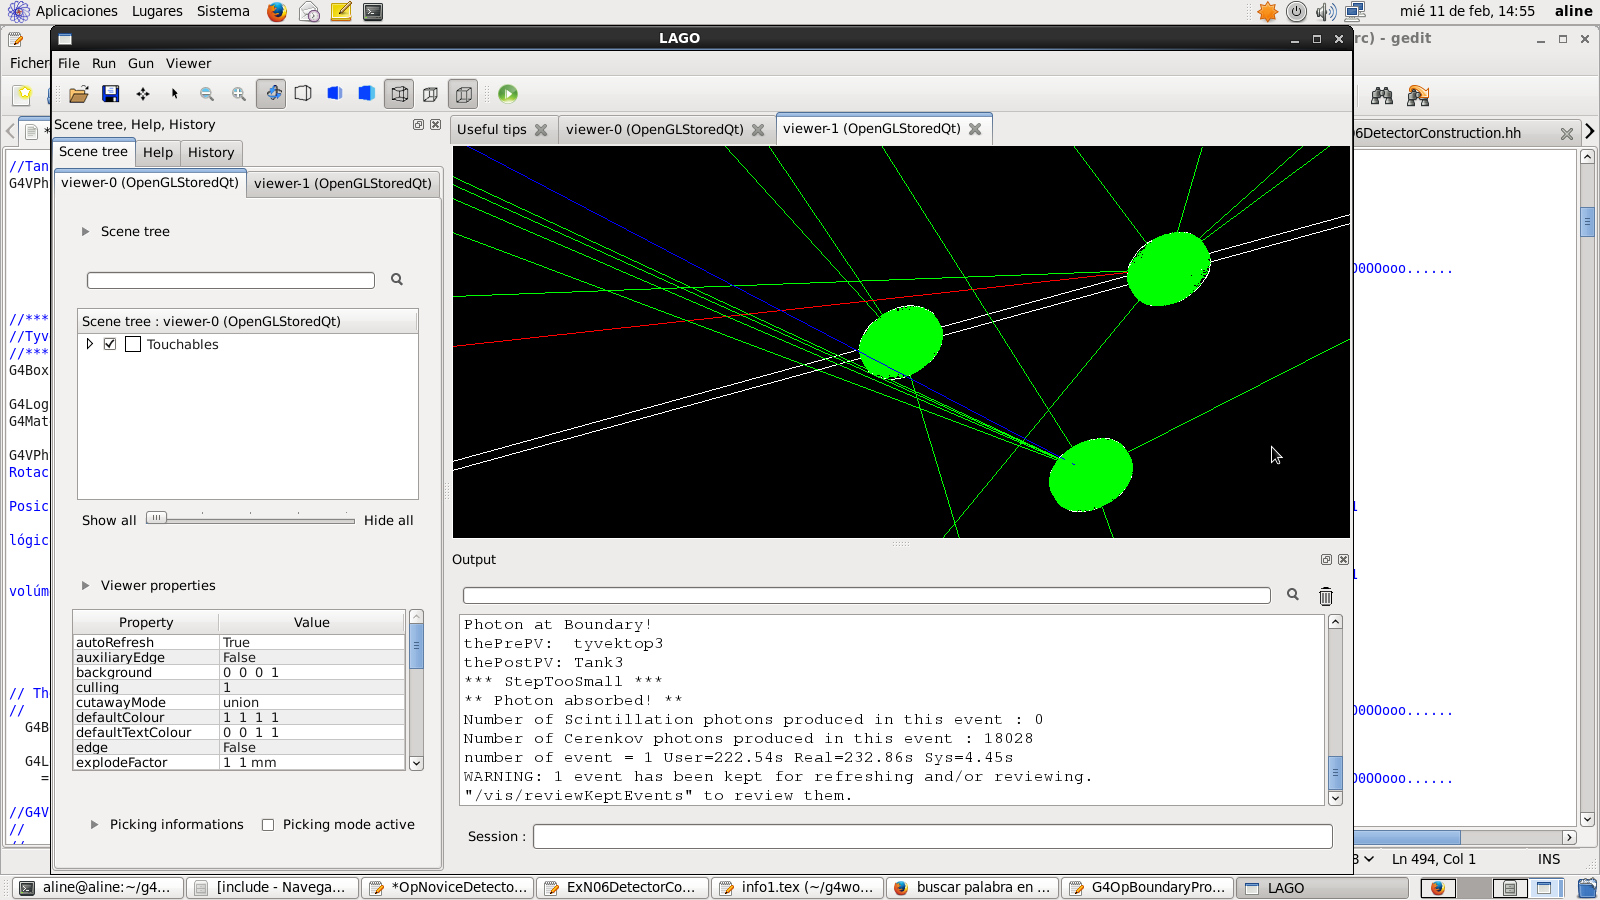 Aplicaciones Lugares Sistema mié 11 de feb, 14:55 aline
LAGO
rc) - gedit
Ficher
File Run Gun Viewer
Scene tree, Help, History
Scene tree Help History
viewer-0 (OpenGLStoredQt) viewer-1 (OpenGLStoredQt)
Scene tree
Scene tree : viewer-0 (OpenGLStoredQt)
Touchables
Show all Hide all
Viewer properties
Property Value
autoRefresh True
auxiliaryEdge False
background 0 0 0 1
culling 1
cutawayMode union
defaultColour 1 1 1 1
defaultTextColour 0 0 1 1
edge False
explodeFactor 1 1 mm
Picking informations Picking mode active
Useful tips viewer-0 (OpenGLStoredQt) viewer-1 (OpenGLStoredQt)
Output
Photon at Boundary!
thePrePV: tyvektop3
thePostPV: Tank3
*** StepTooSmall ***
** Photon absorbed! **
Number of Scintillation photons produced in this event : 0
Number of Cerenkov photons produced in this event : 18028
number of event = 1 User=222.54s Real=232.86s Sys=4.45s
WARNING: 1 event has been kept for refreshing and/or reviewing.
"/vis/reviewKeptEvents" to review them.
Session :
//Tan
G4VPh
//***
//Tyv
//***
G4Box
G4Log
G4Mat
G4VPh
Rotac
Posic
lógic
volúm
// Th
//
G4B
G4L
=
//G4V
//
06DetectorConstruction.hh
0OOooo......
0OOooo......
0OOooo......
Ln 494, Col 1 INS
aline@aline:~/g4... [include - Navega... *OpNoviceDetecto... ExN06DetectorCo... info1.tex (~/g4wo... buscar palabra en ... G4OpBoundaryPro... LAGO